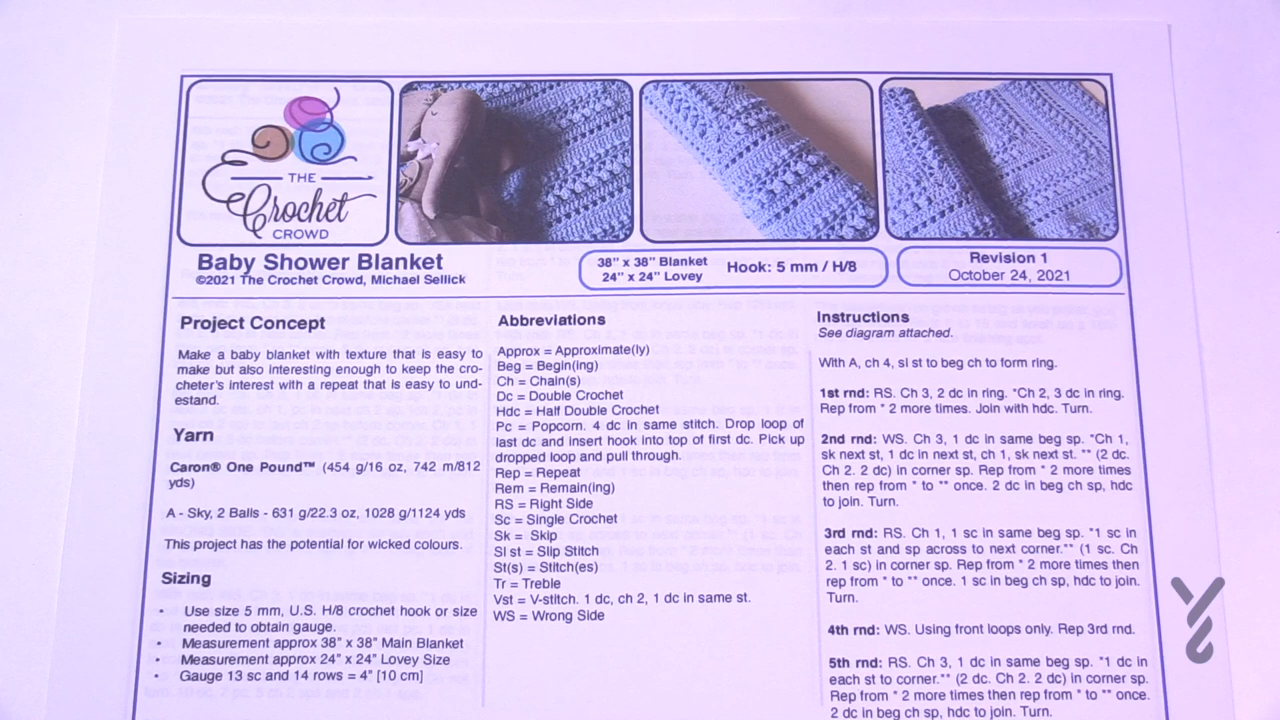 THE
Crochet
CROWD
Baby Shower Blanket
©2021 The Crochet Crowd, Michael Sellick
38" x 38" Blanket
24" x 24" Lovey
Hook: 5 mm / H/8
Revision 1
October 24, 2021
Project Concept
Make a baby blanket with texture that is easy to
make but also interesting enough to keep the cro-
cheter's interest with a repeat that is easy to und-
estand.
Yarn
Caron® One Pound™ (454 g/16 oz, 742 m/812
yds)
A - Sky, 2 Balls - 631 g/22.3 oz, 1028 g/1124 yds
This project has the potential for wicked colours.
Sizing
• Use size 5 mm, U.S. H/8 crochet hook or size
needed to obtain gauge.
• Measurement approx 38" x 38" Main Blanket
• Measurement approx 24" x 24" Lovey Size
• Gauge 13 sc and 14 rows = 4" [10 cm]
Abbreviations
Approx = Approximate(ly)
Beg = Begin(ing)
Ch = Chain(s)
Dc = Double Crochet
Hdc = Half Double Crochet
Pc = Popcorn. 4 dc in same stitch. Drop loop of
last dc and insert hook into top of first dc. Pick up
dropped loop and pull through.
Rep = Repeat
Rem = Remain(ing)
RS = Right Side
Sc = Single Crochet
Sk = Skip
Sl st = Slip Stitch
St(s) = Stitch(es)
Tr = Treble
Vst = V-stitch. 1 dc, ch 2, 1 dc in same st.
WS = Wrong Side
Instructions
See diagram attached.
With A, ch 4, sl st to beg ch to form ring.
1st rnd: RS. Ch 3, 2 dc in ring. *Ch 2, 3 dc in ring.
Rep from * 2 more times. Join with hdc. Turn.
2nd rnd: WS. Ch 3, 1 dc in same beg sp. *Ch 1,
sk next st, 1 dc in next st, ch 1, sk next st. ** (2 dc.
Ch 2. 2 dc) in corner sp. Rep from * 2 more times
then rep from * to ** once. 2 dc in beg ch sp, hdc
to join. Turn.
3rd rnd: RS. Ch 1, 1 sc in same beg sp. *1 sc in
each st and sp across to next corner.** (1 sc. Ch
2. 1 sc) in corner sp. Rep from * 2 more times then
rep from * to ** once. 1 sc in beg ch sp, hdc to join.
Turn.
4th rnd: WS. Using front loops only. Rep 3rd rnd.
5th rnd: RS. Ch 3, 1 dc in same beg sp. *1 dc in
each st to corner.** (2 dc. Ch 2. 2 dc) in corner sp.
Rep from * 2 more times then rep from * to ** once.
2 dc in beg ch sp, hdc to join. Turn.